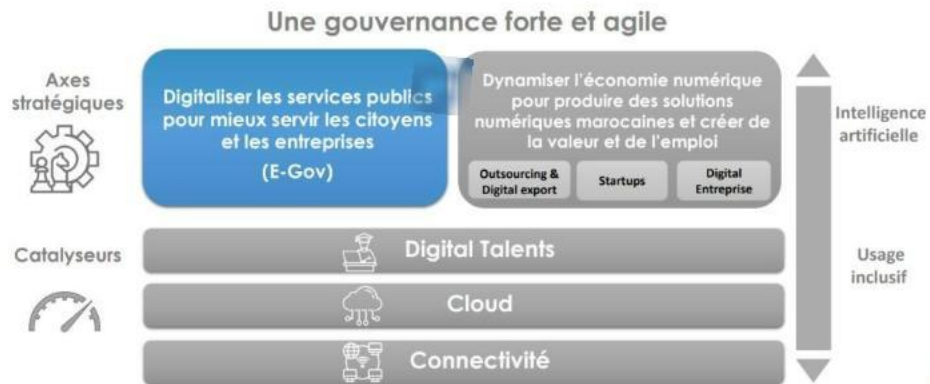 Une gouvernance forte et agile
Axes
stratégiques
Digitaliser les services publics
pour mieux servir les citoyens
et les entreprises
(E-Gov)
Dynamiser l'économie numérique
pour produire des solutions
numériques marocaines et créer de
la valeur et de l'emploi
Outsourcing &
Digital export
Startups
Digital
Entreprise
Intelligence
artificielle
Catalyseurs
Digital Talents
Cloud
Connectivité
Usage
inclusif